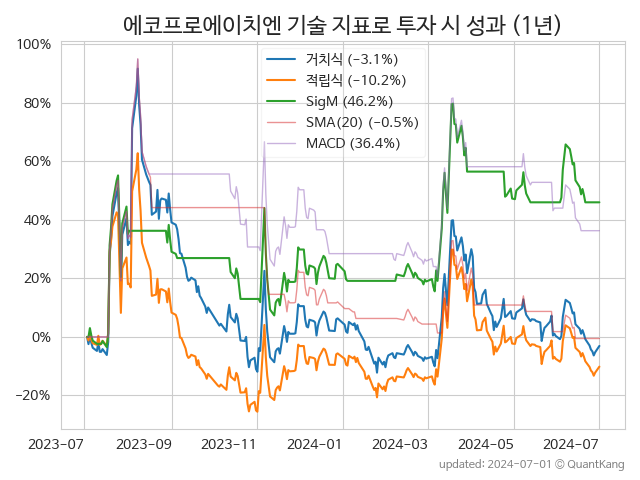 에코프로에이치엔 기술 지표로 투자 시 성과 (1년)
100%
80%
60%
40%
20%
0%
−20%
거치식 (−3.1%)
적립식 (−10.2%)
SigM (46.2%)
SMA(20) (−0.5%)
MACD (36.4%)
2023-07 2023-09 2023-11 2024-01 2024-03 2024-05 2024-07
updated: 2024-07-01 © QuantKang